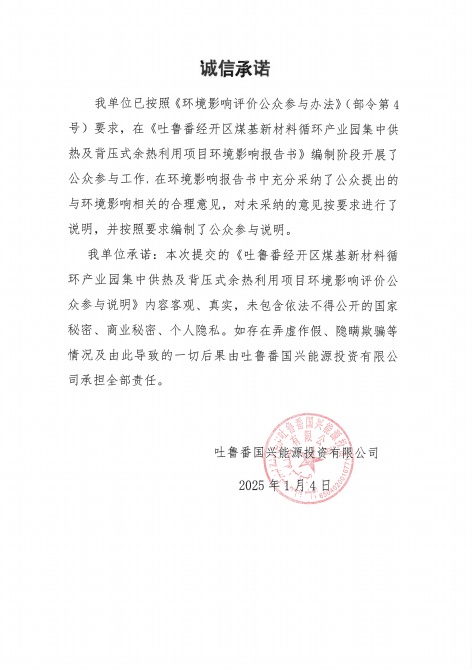 诚信承诺
我单位已按照《环境影响评价公众参与办法》（部令第 4
号）要求，在《吐鲁番经开区煤基新材料循环产业园集中供
热及背压式余热利用项目环境影响报告书》编制阶段开展了
公众参与工作，在环境影响报告书中充分采纳了公众提出的
与环境影响相关的合理意见，对未采纳的意见按要求进行了
说明，并按照要求编制了公众参与说明。
我单位承诺：本次提交的《吐鲁番经开区煤基新材料循
环产业园集中供热及背压式余热利用项目环境影响评价公
众参与说明》内容客观、真实，未包含依法不得公开的国家
秘密、商业秘密、个人隐私。如存在弄虚作假、隐瞒欺骗等
情况及由此导致的一切后果由吐鲁番国兴能源投资有限公
司承担全部责任。
吐鲁番国兴能源投资有限公司
2025 年 1 月 4 日